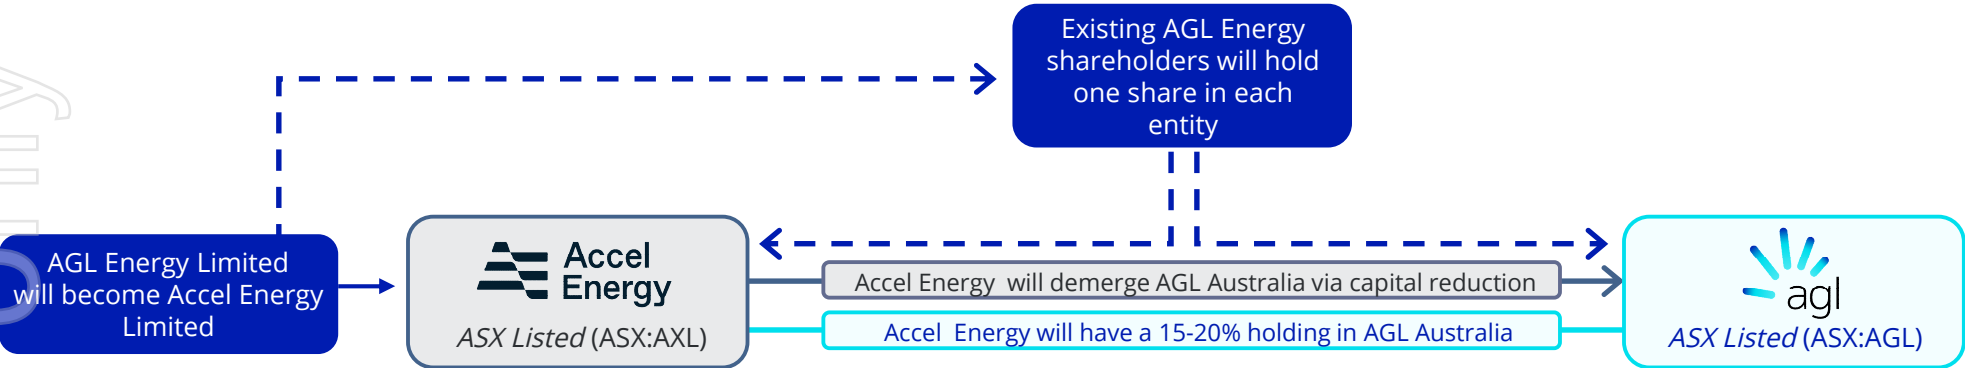 Existing AGL Energy
shareholders will hold
one share in each
entity
AGL Energy Limited
will become Accel Energy
Limited
Accel
Energy
ASX Listed (ASX:AXL)
Accel Energy will demerge AGL Australia via capital reduction
Accel Energy will have a 15-20% holding in AGL Australia
agl
ASX Listed (ASX:AGL)